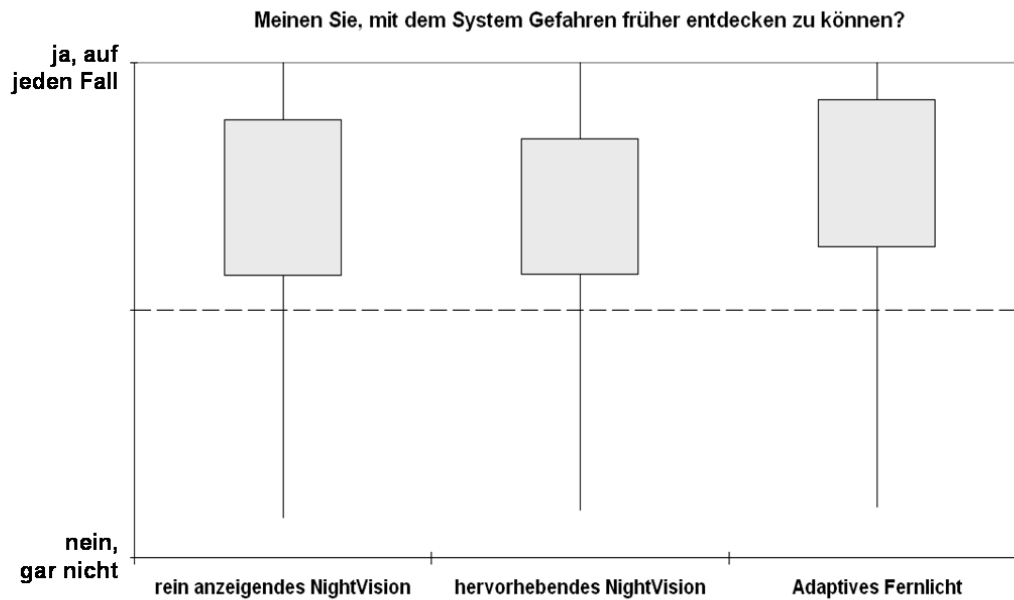 Meinen Sie, mit dem System Gefahren früher entdecken zu können?
ja, auf
jeden Fall
nein,
gar nicht
rein anzeigendes NightVision
hervorhebendes NightVision
Adaptives Fernlicht